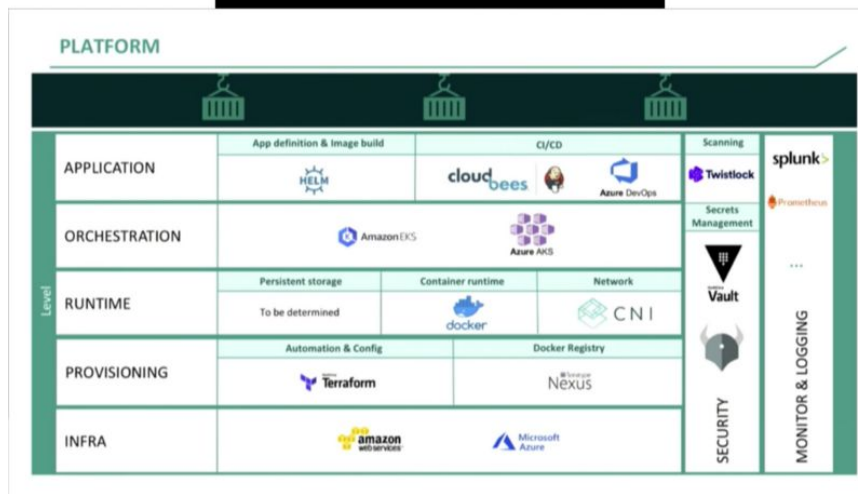 PLATFORM
Level
APPLICATION
App definition & Image build
HELM
CI/CD
cloudbees
Azure DevOps
ORCHESTRATION
Amazon EKS
Azure AKS
RUNTIME
Persistent storage
To be determined
Container runtime
docker
Network
CNI
PROVISIONING
Automation & Config
Terraform
Docker Registry
Nexus
INFRA
amazon
webservices
Microsoft
Azure
Scanning
Twistlock
Secrets
Management
Vault
SECURITY
splunk>
Prometheus
...
MONITOR & LOGGING